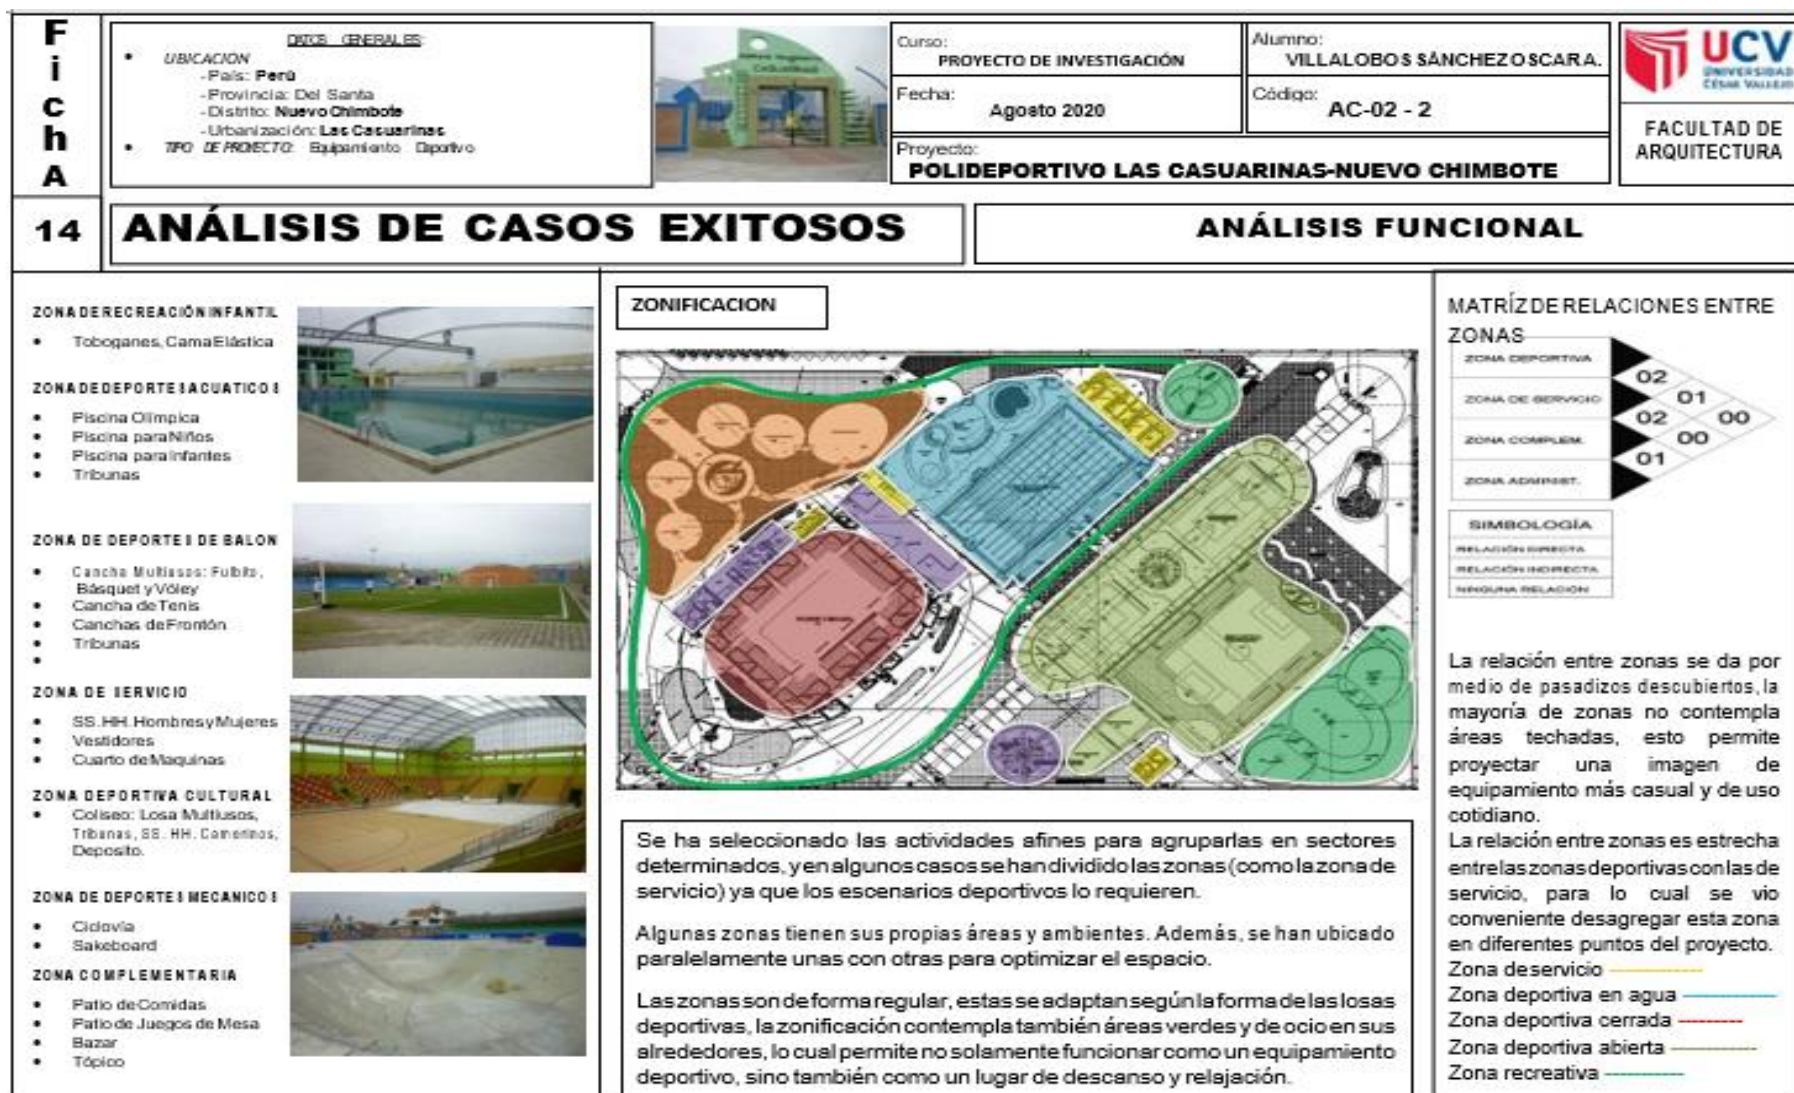 FichA
14
DATOS GENERALES:
• UBICACIÓN
- País: Perú
- Provincia: Del Santa
- Distrito: Nuevo Chimbote
- Urbanización: Las Casuarinas
• TIPO DE PROYECTO: Equipamiento Deportivo
Curso:
PROYECTO DE INVESTIGACIÓN
Alumno:
VILLALOBOS SÁNCHEZ OSCAR A.
Fecha:
Agosto 2020
Código:
AC-02 - 2
Proyecto:
POLIDEPORTIVO LAS CASUARINAS-NUEVO CHIMBOTE
UCV
UNIVERSIDAD
CÉSAR VALLEJO
FACULTAD DE
ARQUITECTURA
ANÁLISIS DE CASOS EXITOSOS
ANÁLISIS FUNCIONAL
ZONA DE RECREACIÓN INFANTIL
• Toboganes, Cama Elástica
ZONA DE DEPORTES ACUATICOS
• Piscina Olímpica
• Piscina para Niños
• Piscina para Infantes
• Tribunas
ZONA DE DEPORTES DE BALON
• Cancha Multiusos: Fulbito,
Básquet y Vóley
• Cancha de Tenis
• Canchas de Frontón
• Tribunas
•
ZONA DE SERVICIO
• SS. HH. Hombres y Mujeres
• Vestidores
• Cuarto de Maquinas
ZONA DEPORTIVA CULTURAL
• Coliseo: Losa Multiusos,
Tribunas, SS. HH. Camerinos,
Deposito.
ZONA DE DEPORTES MECANICOS
• Ciclovía
• Sakeboard
ZONA COMPLEMENTARIA
• Patio de Comidas
• Patio de Juegos de Mesa
• Bazar
• Tópico
ZONIFICACION
Se ha seleccionado las actividades afines para agruparlas en sectores
determinados, y en algunos casos se han dividido las zonas (como la zona de
servicio) ya que los escenarios deportivos lo requieren.
Algunas zonas tienen sus propias áreas y ambientes. Además, se han ubicado
paralelamente unas con otras para optimizar el espacio.
Las zonas son de forma regular, estas se adaptan según la forma de las losas
deportivas, la zonificación contempla también áreas verdes y de ocio en sus
alrededores, lo cual permite no solamente funcionar como un equipamiento
deportivo, sino también como un lugar de descanso y relajación.
MATRÍZ DE RELACIONES ENTRE
ZONAS
ZONA DEPORTIVA
02
ZONA DE SERVICIO
01
02
00
ZONA COMPLEM.
00
01
ZONA ADMINIST.
SIMBOLOGÍA
RELACIÓN DIRECTA
RELACIÓN INDIRECTA
NINGUNA RELACIÓN
La relación entre zonas se da por
medio de pasadizos descubiertos, la
mayoría de zonas no contempla
áreas techadas, esto permite
proyectar una imagen de
equipamiento más casual y de uso
cotidiano.
La relación entre zonas es estrecha
entre las zonas deportivas con las de
servicio, para lo cual se vio
conveniente desagregar esta zona
en diferentes puntos del proyecto.
Zona de servicio
Zona deportiva en agua
Zona deportiva cerrada
Zona deportiva abierta
Zona recreativa